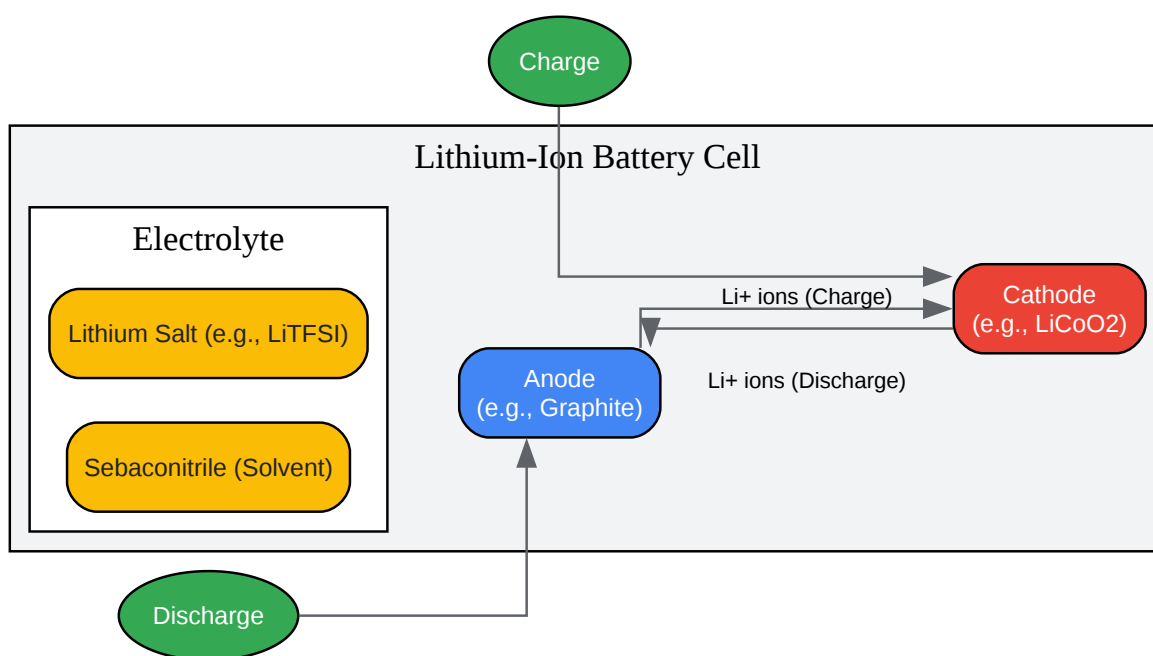 Charge
Lithium-Ion Battery Cell
Electrolyte
Lithium Salt (e.g., LiTFSI)
Sebaconitrile (Solvent)
Li+ ions (Charge)
Cathode
(e.g., LiCoO2)
Anode
(e.g., Graphite)
Li+ ions (Discharge)
Discharge